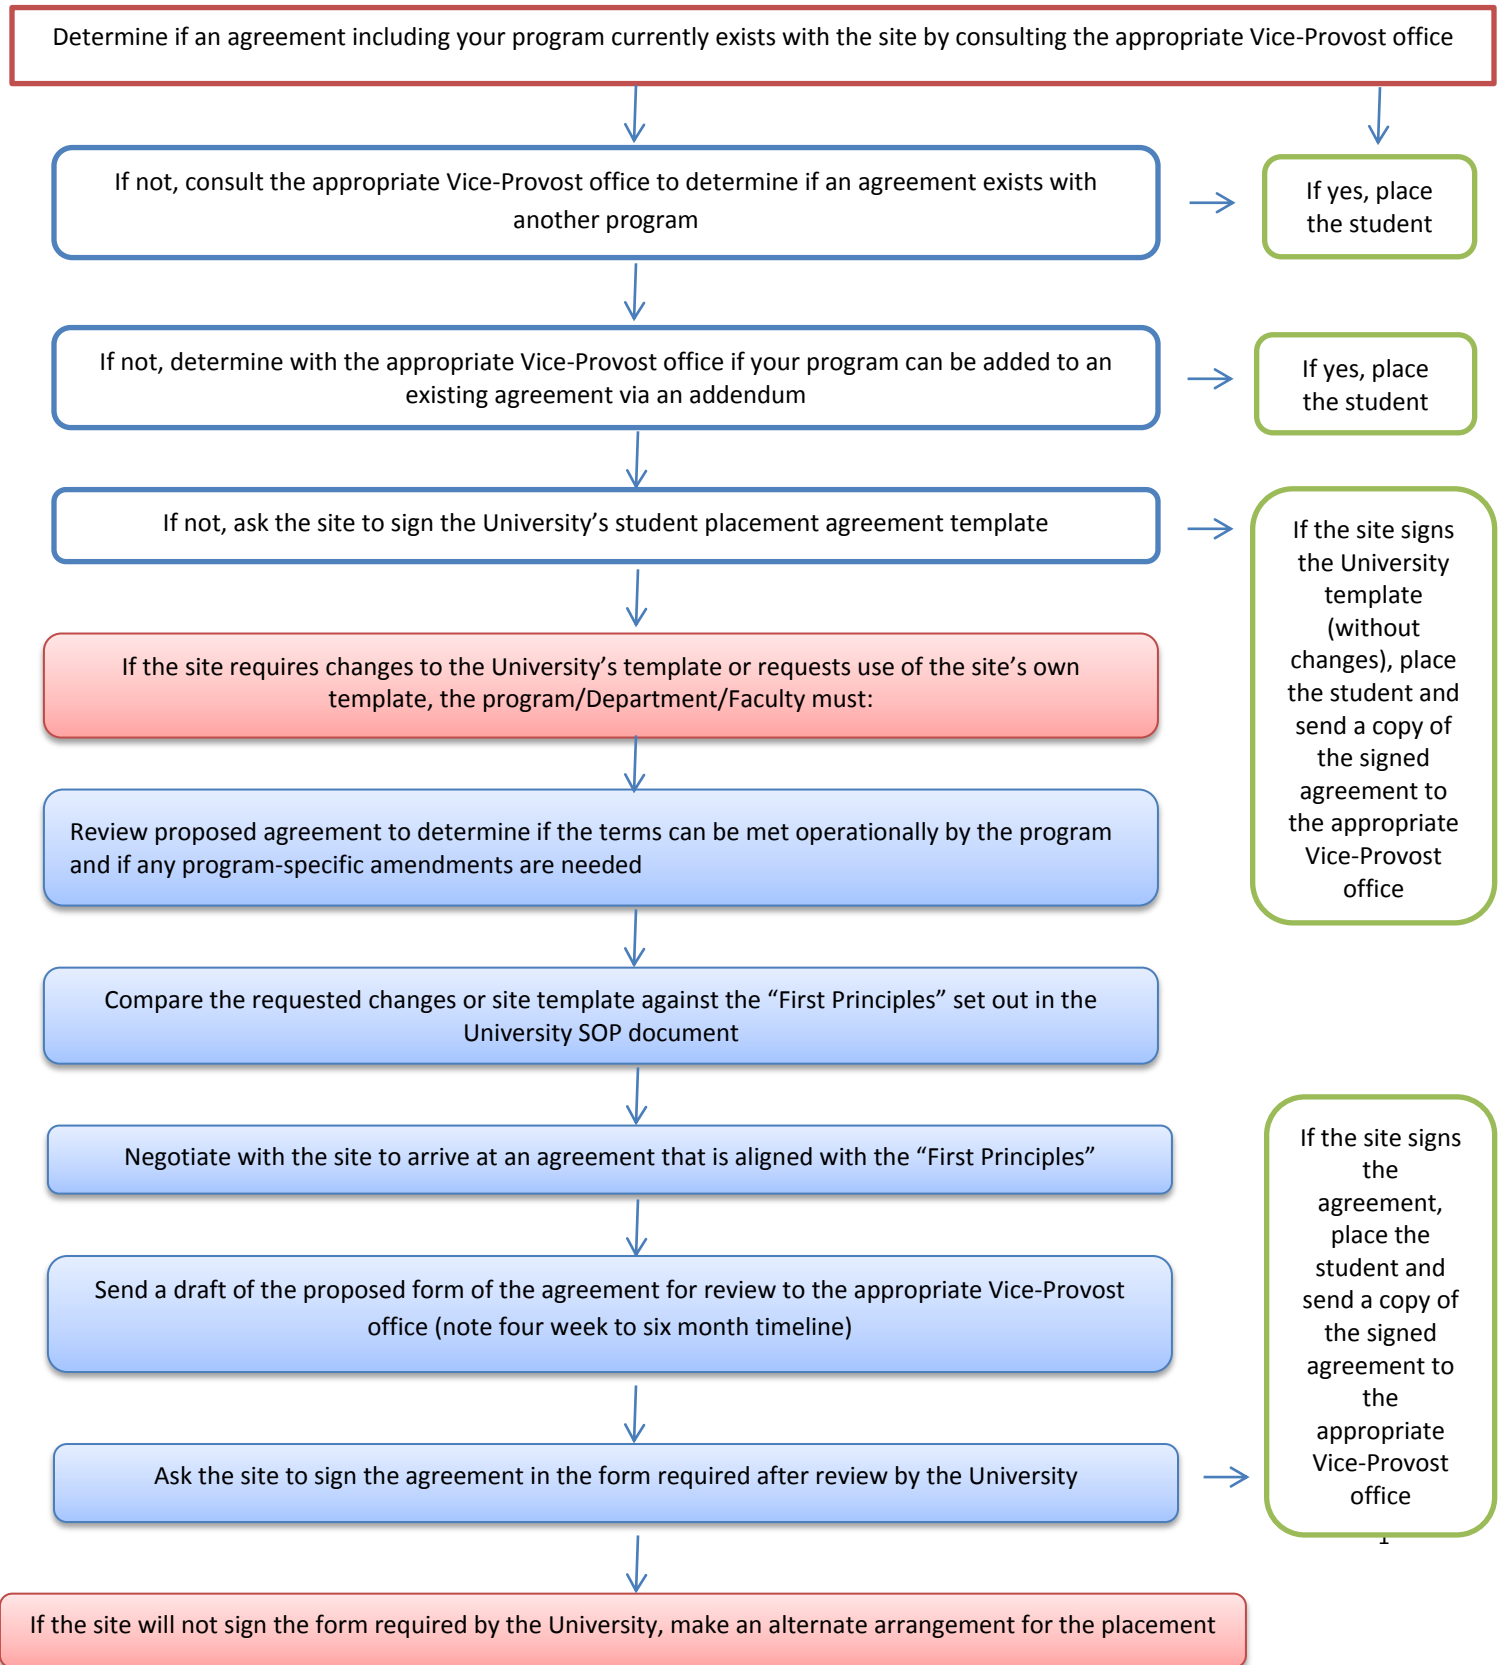 Determine if an agreement including your program currently exists with the site by consulting the appropriate Vice-Provost office
If not, consult the appropriate Vice-Provost office to determine if an agreement exists with
another program
If yes, place
the student
If not, determine with the appropriate Vice-Provost office if your program can be added to an
existing agreement via an addendum
If yes, place
the student
If not, ask the site to sign the University’s student placement agreement template
If the site signs
the University
template
(without
changes), place
the student and
send a copy of
the signed
agreement to
the appropriate
Vice-Provost
office
If the site requires changes to the University’s template or requests use of the site’s own
template, the program/Department/Faculty must:
Review proposed agreement to determine if the terms can be met operationally by the program
and if any program-specific amendments are needed
Compare the requested changes or site template against the “First Principles” set out in the
University SOP document
Negotiate with the site to arrive at an agreement that is aligned with the “First Principles”
Send a draft of the proposed form of the agreement for review to the appropriate Vice-Provost
office (note four week to six month timeline)
Ask the site to sign the agreement in the form required after review by the University
If the site signs
the
agreement,
place the
student and
send a copy of
the signed
agreement to
the
appropriate
Vice-Provost
office
1
If the site will not sign the form required by the University, make an alternate arrangement for the placement